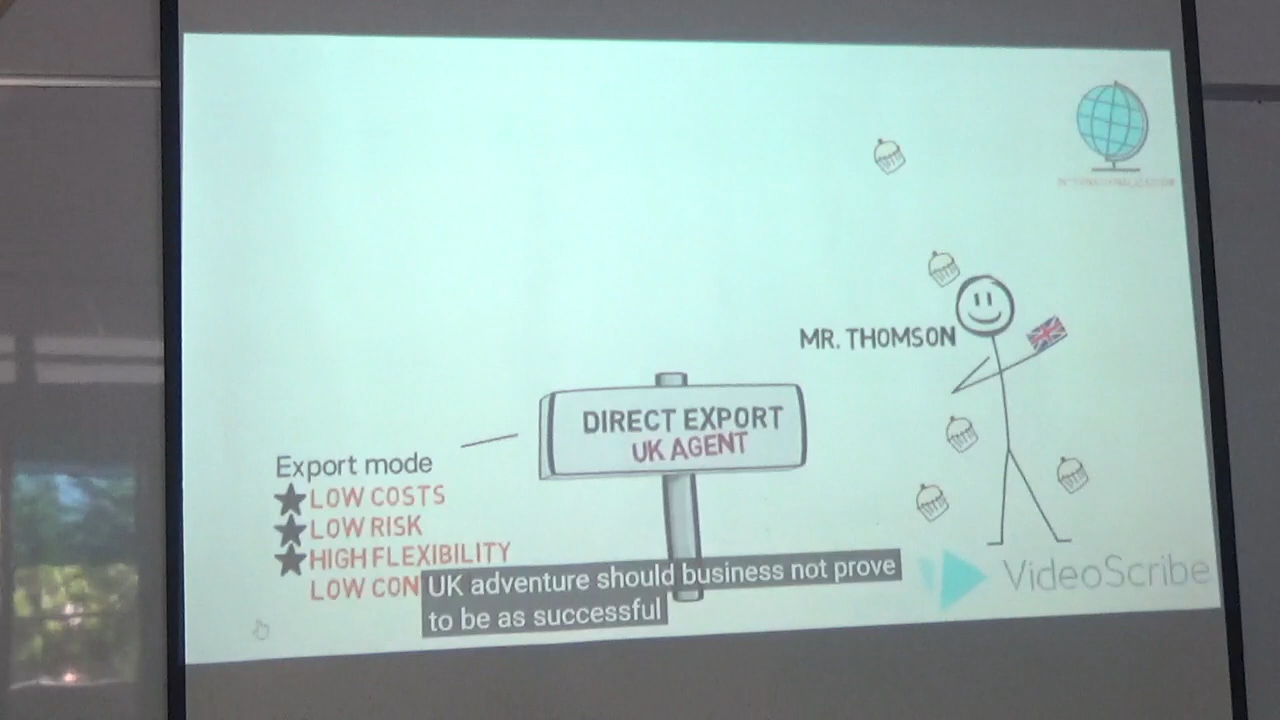 INTERNATIONALIZATION
MR. THOMSON
DIRECT EXPORT
UK AGENT
Export mode
LOW COSTS
LOW RISK
HIGH FLEXIBILITY
LOW CON
UK adventure should business not prove
to be as successful
VideoScribe